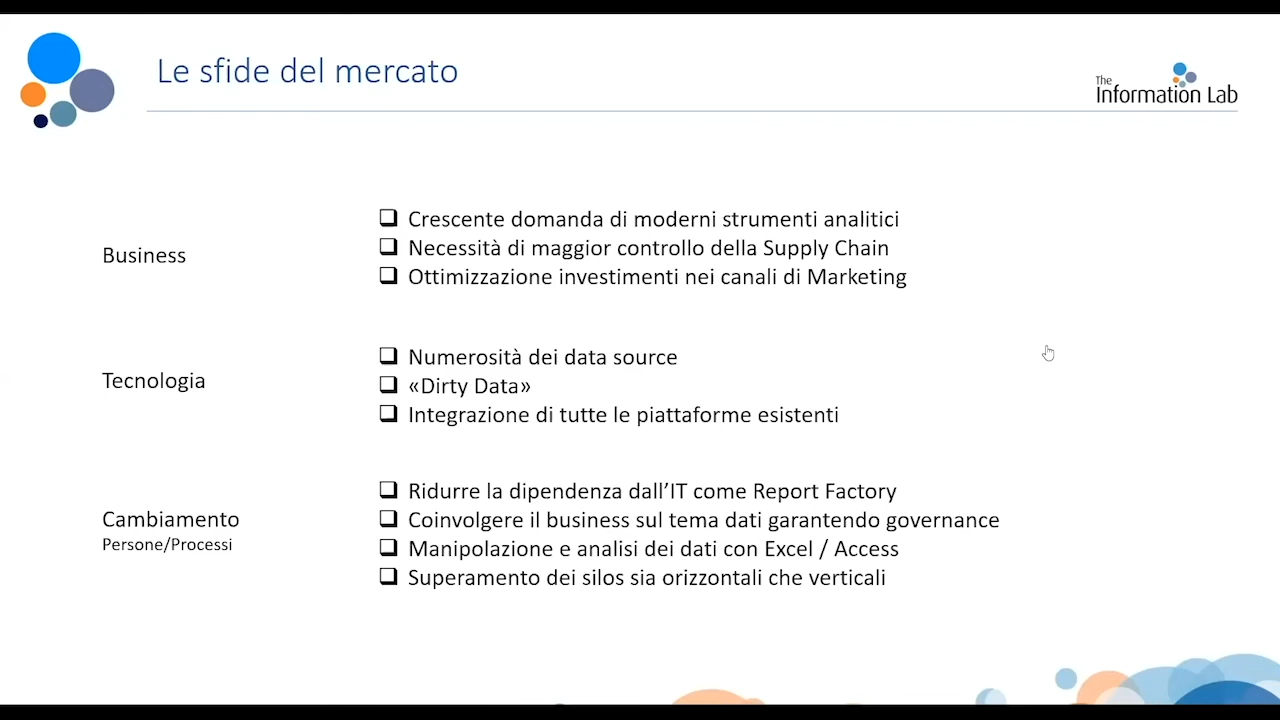 Le sfide del mercato
The
Information Lab
Business
Crescente domanda di moderni strumenti analitici
Necessità di maggior controllo della Supply Chain
Ottimizzazione investimenti nei canali di Marketing
Tecnologia
Numerosità dei data source
«Dirty Data»
Integrazione di tutte le piattaforme esistenti
Cambiamento
Persone/Processi
Ridurre la dipendenza dall’IT come Report Factory
Coinvolgere il business sul tema dati garantendo governance
Manipolazione e analisi dei dati con Excel / Access
Superamento dei silos sia orizzontali che verticali